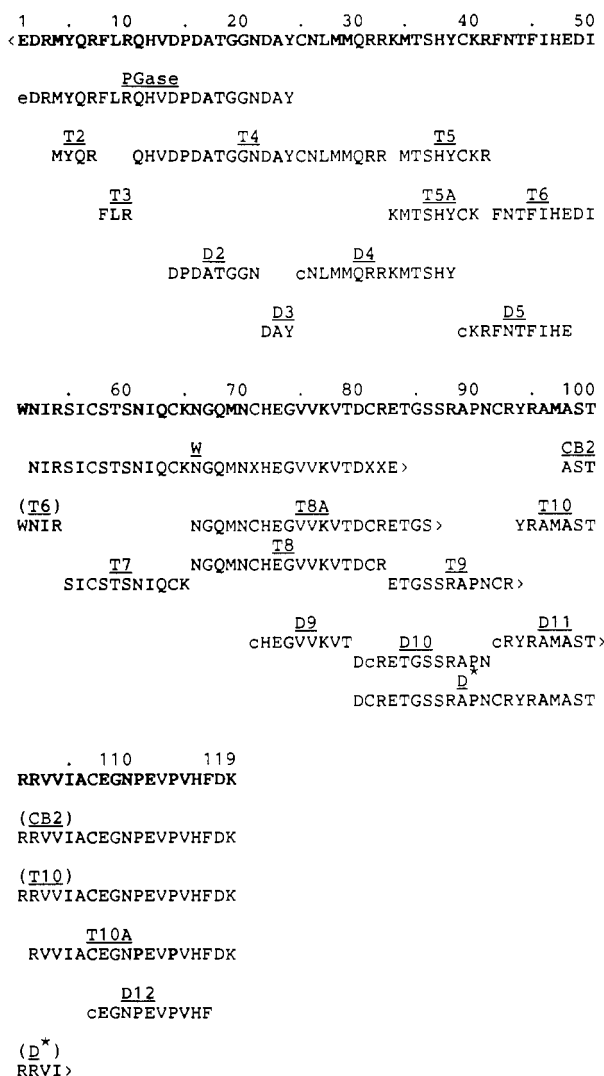 1 10 . 20 . 30 . 40 . 50
<EDRMYQRFLRQHVDPDATGGNDAYCNLMMQRRKMTSHYCKRFNTFIHEDI
PGase
eDRMYQRFLRQHVDPDATGGNDAY
T2 T4 T5
MYQR QHVDPDATGGNDAYCNLMMQRR MTSHYCKR
T3 T5A T6
FLR KMTSHYCK FNTFIHEDI
D2 D4
DPDATGGN cNLMMQRRKMTSHY
D3 D5
DAY cKRFNTFIHE
. 60 . 70 . 80 . 90 . 100
WNIRSICSTSNIQCKNGQMNCHEGVVKVTDCRETGSSRAPNCRYRAMAST
W CB2
NIRSICSTSNIQCKNGQMNXHEGVVKVTDXXE> AST
(T6) T8A T10
WNIR NGQMNCHEGVVKVTDCRETGS> YRAMAST
T7 T8 T9
NGQMNCHEGVVKVTDCR
SICSTSNIQCK ETGSSRAPNCR>
D9 D10 D11
cHEGVVKVT cRYRAMAST>
DcRETGSSRAPN
D*
DCRETGSSRAPNCRYRAMAST
. 110 119
RRVVIACEGNPEVPVHFDK
(CB2)
RRVVIACEGNPEVPVHFDK
(T10)
RRVVIACEGNPEVPVHFDK
T10A
RVVIACEGNPEVPVHFDK
D12
cEGNPEVPVHF
(D*)
RRVI>